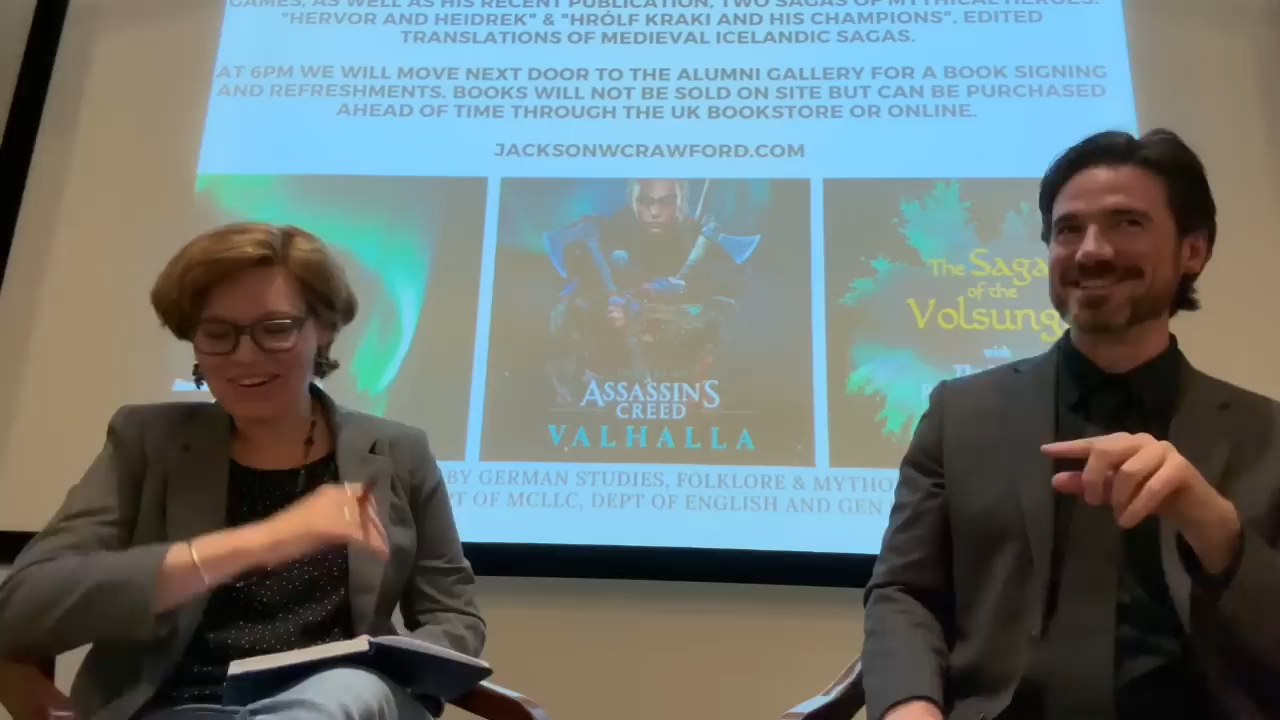 GAMES, AS WELL AS HIS RECENT PUBLICATION, TWO SAGAS OF MYTHICAL HEROES:
"HERVOR AND HEIDREK" & "HRÓLF KRAKI AND HIS CHAMPIONS", EDITED
TRANSLATIONS OF MEDIEVAL ICELANDIC SAGAS.
AT 6PM WE WILL MOVE NEXT DOOR TO THE ALUMNI GALLERY FOR A BOOK SIGNING
AND REFRESHMENTS. BOOKS WILL NOT BE SOLD ON SITE BUT CAN BE PURCHASED
AHEAD OF TIME THROUGH THE UK BOOKSTORE OR ONLINE.
JACKSONWCRAWFORD.COM
The Saga
of the
Volsung
with
ASSASSIN'S
CREED
VALHALLA
BY GERMAN STUDIES, FOLKLORE & MYTHO
OF MCLLC, DEPT OF ENGLISH AND GEN